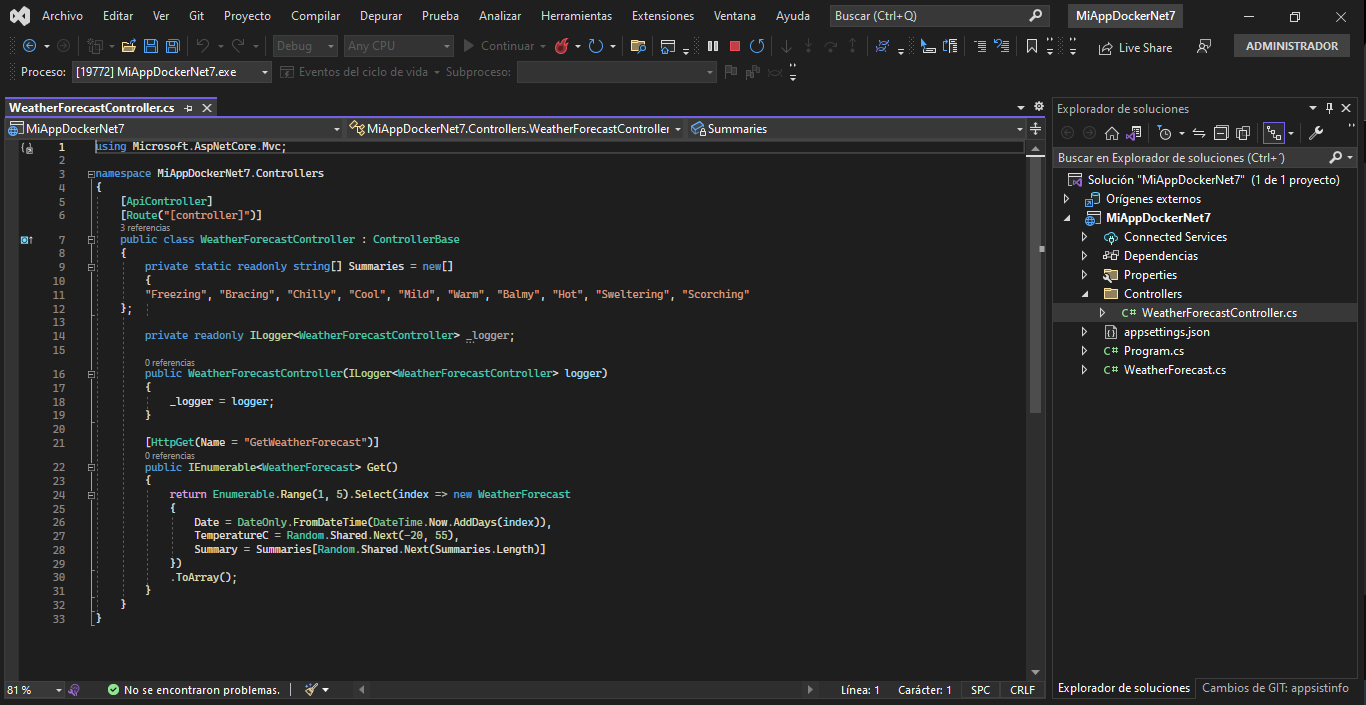 Archivo Editar Ver Git Proyecto Compilar Depurar Prueba Analizar Herramientas Extensiones Ventana Ayuda Buscar (Ctrl+Q) MiAppDockerNet7
Debug Any CPU Continuar Live Share ADMINISTRADOR
Proceso: [19772] MiAppDockerNet7.exe Eventos del ciclo de vida Subproceso:
WeatherForecastController.cs
MiAppDockerNet7 MiAppDockerNet7.Controllers.WeatherForecastController Summaries
1 using Microsoft.AspNetCore.Mvc;
2
3 namespace MiAppDockerNet7.Controllers
4 {
5 [ApiController]
6 [Route("[controller]")]
3 referencias
7 public class WeatherForecastController : ControllerBase
8 {
9 private static readonly string[] Summaries = new[]
10 {
11 "Freezing", "Bracing", "Chilly", "Cool", "Mild", "Warm", "Balmy", "Hot", "Sweltering", "Scorching"
12 };
13
14 private readonly ILogger<WeatherForecastController> _logger;
15
0 referencias
16 public WeatherForecastController(ILogger<WeatherForecastController> logger)
17 {
18 _logger = logger;
19 }
20
21 [HttpGet(Name = "GetWeatherForecast")]
0 referencias
22 public IEnumerable<WeatherForecast> Get()
23 {
24 return Enumerable.Range(1, 5).Select(index => new WeatherForecast
25 {
26 Date = DateOnly.FromDateTime(DateTime.Now.AddDays(index)),
27 TemperatureC = Random.Shared.Next(-20, 55),
28 Summary = Summaries[Random.Shared.Next(Summaries.Length)]
29 })
30 .ToArray();
31 }
32 }
33 }
81 % No se encontraron problemas. Línea: 1 Carácter: 1 SPC CRLF
Explorador de soluciones
Buscar en Explorador de soluciones (Ctrl+´)
Solución "MiAppDockerNet7" (1 de 1 proyecto)
Orígenes externos
MiAppDockerNet7
Connected Services
Dependencias
Properties
Controllers
C# WeatherForecastController.cs
appsettings.json
C# Program.cs
C# WeatherForecast.cs
Explorador de soluciones Cambios de GIT: appsistinfo